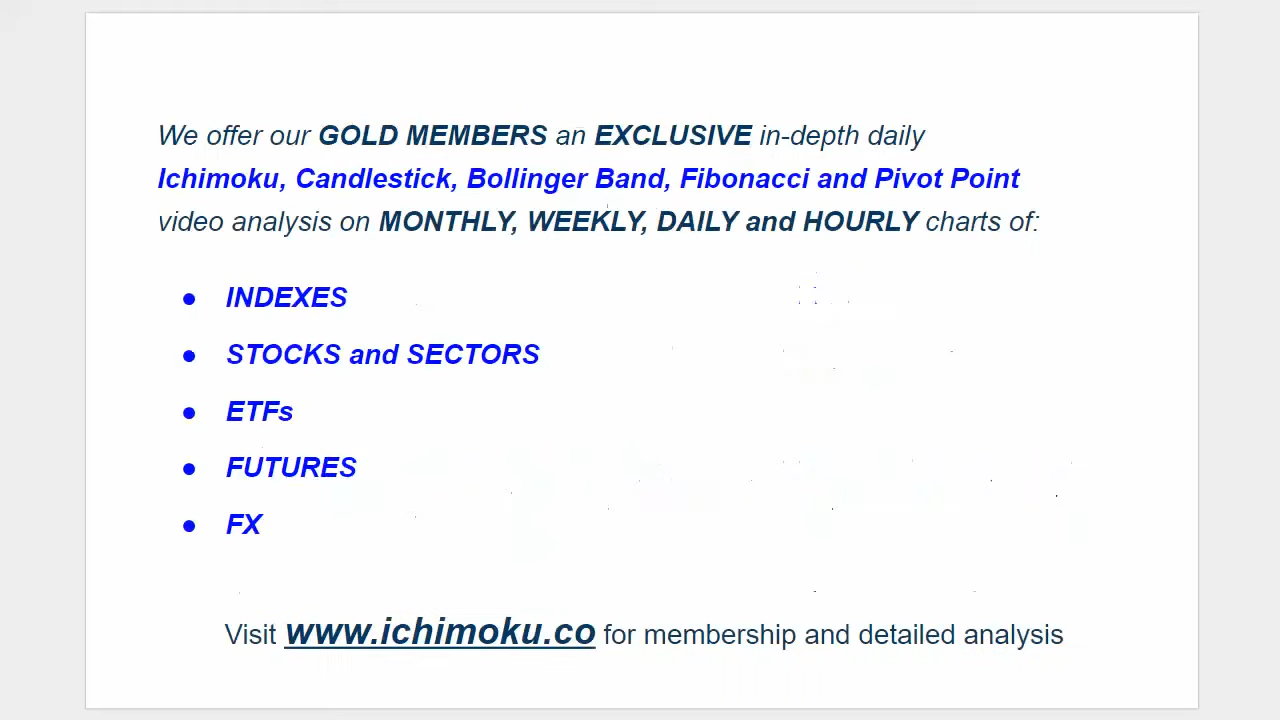 We offer our GOLD MEMBERS an EXCLUSIVE in-depth daily
Ichimoku, Candlestick, Bollinger Band, Fibonacci and Pivot Point
video analysis on MONTHLY, WEEKLY, DAILY and HOURLY charts of:
● INDEXES
● STOCKS and SECTORS
● ETFs
● FUTURES
● FX
Visit www.ichimoku.co for membership and detailed analysis